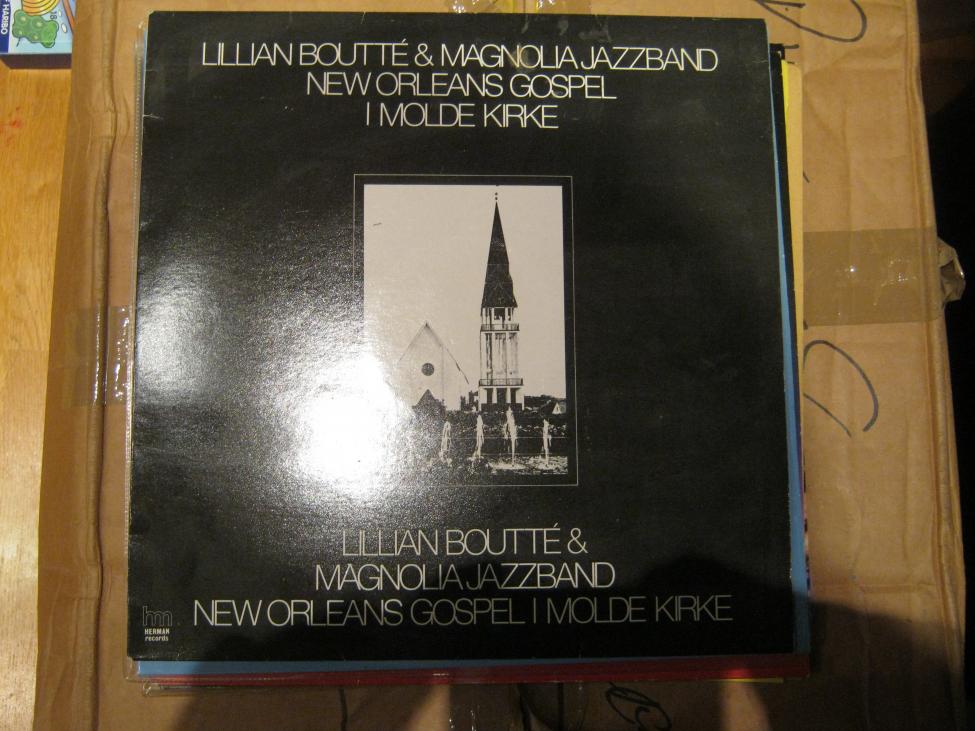 HARIBO
LILLIAN BOUTTÉ & MAGNOLIA JAZZBAND
NEW ORLEANS GOSPEL
I MOLDE KIRKE
LILLIAN BOUTTÉ &
MAGNOLIA JAZZBAND
NEW ORLEANS GOSPEL I MOLDE KIRKE
hm
HERMAN
records